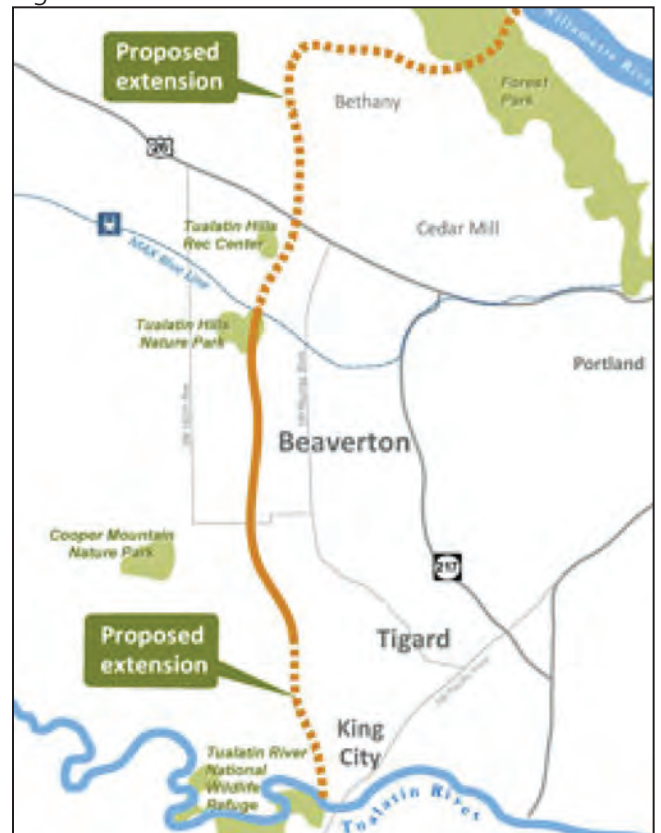 Willamette River
Proposed
extension
Forest
Park
Bethany
26
Tualatin Hills
Rec Center
Cedar Mill
MAX Blue Line
Tualatin Hills
Nature Park
Portland
Beaverton
Cooper Mountain
Nature Park
217
Proposed
extension
Tigard
King
City
Tualatin River
National
Wildlife
Refuge
Tualatin River